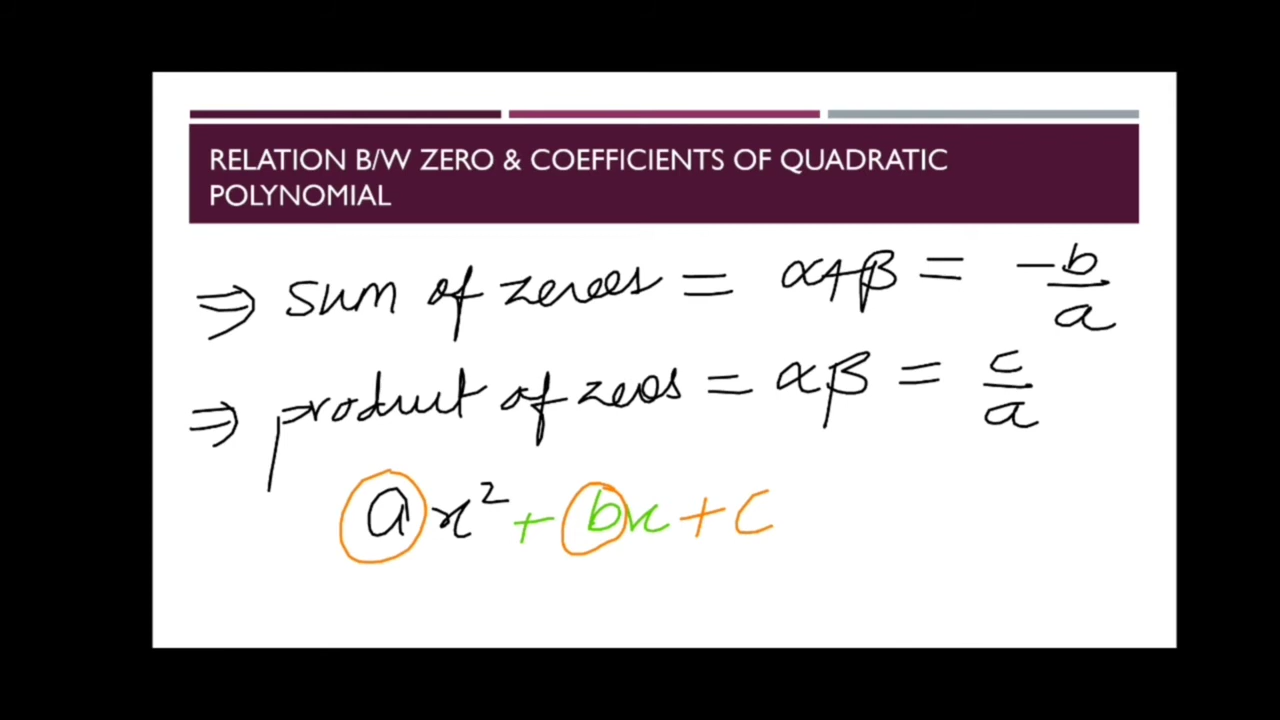 RELATION B/W ZERO & COEFFICIENTS OF QUADRATIC
POLYNOMIAL
⇒ sum of zeroes = α+β = -b/a
⇒ product of zeros = αβ = c/a
ax² + bx + c